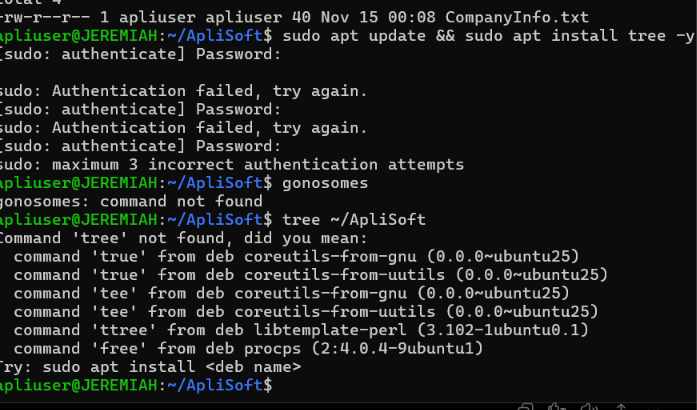 total 4
-rw-r--r-- 1 apliuser apliuser 40 Nov 15 00:08 CompanyInfo.txt
apliuser@JEREMIAH:~/ApliSoft$ sudo apt update && sudo apt install tree -y
[sudo: authenticate] Password:
sudo: Authentication failed, try again.
[sudo: authenticate] Password:
sudo: Authentication failed, try again.
[sudo: authenticate] Password:
sudo: maximum 3 incorrect authentication attempts
apliuser@JEREMIAH:~/ApliSoft$ gonosomes
gonosomes: command not found
apliuser@JEREMIAH:~/ApliSoft$ tree ~/ApliSoft
Command 'tree' not found, did you mean:
command 'true' from deb coreutils-from-gnu (0.0.0~ubuntu25)
command 'true' from deb coreutils-from-uutils (0.0.0~ubuntu25)
command 'tee' from deb coreutils-from-gnu (0.0.0~ubuntu25)
command 'tee' from deb coreutils-from-uutils (0.0.0~ubuntu25)
command 'ttree' from deb libtemplate-perl (3.102-1ubuntu0.1)
command 'free' from deb procps (2:4.0.4-9ubuntu1)
Try: sudo apt install <deb name>
apliuser@JEREMIAH:~/ApliSoft$